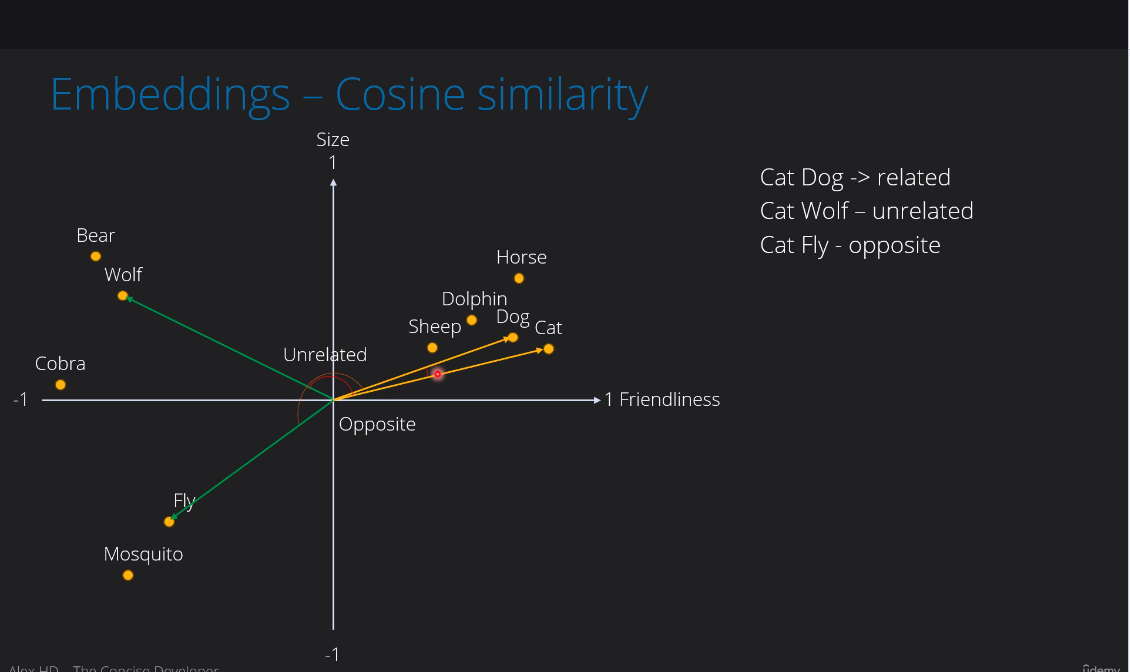 Embeddings – Cosine similarity
Size
1
Cat Dog -> related
Cat Wolf – unrelated
Cat Fly - opposite
Bear
Wolf
Horse
Dolphin
Dog
Sheep
Cat
Unrelated
Cobra
-1
1 Friendliness
Opposite
Fly
Mosquito
-1
Alex HD - The Concise Developer
ûdemy